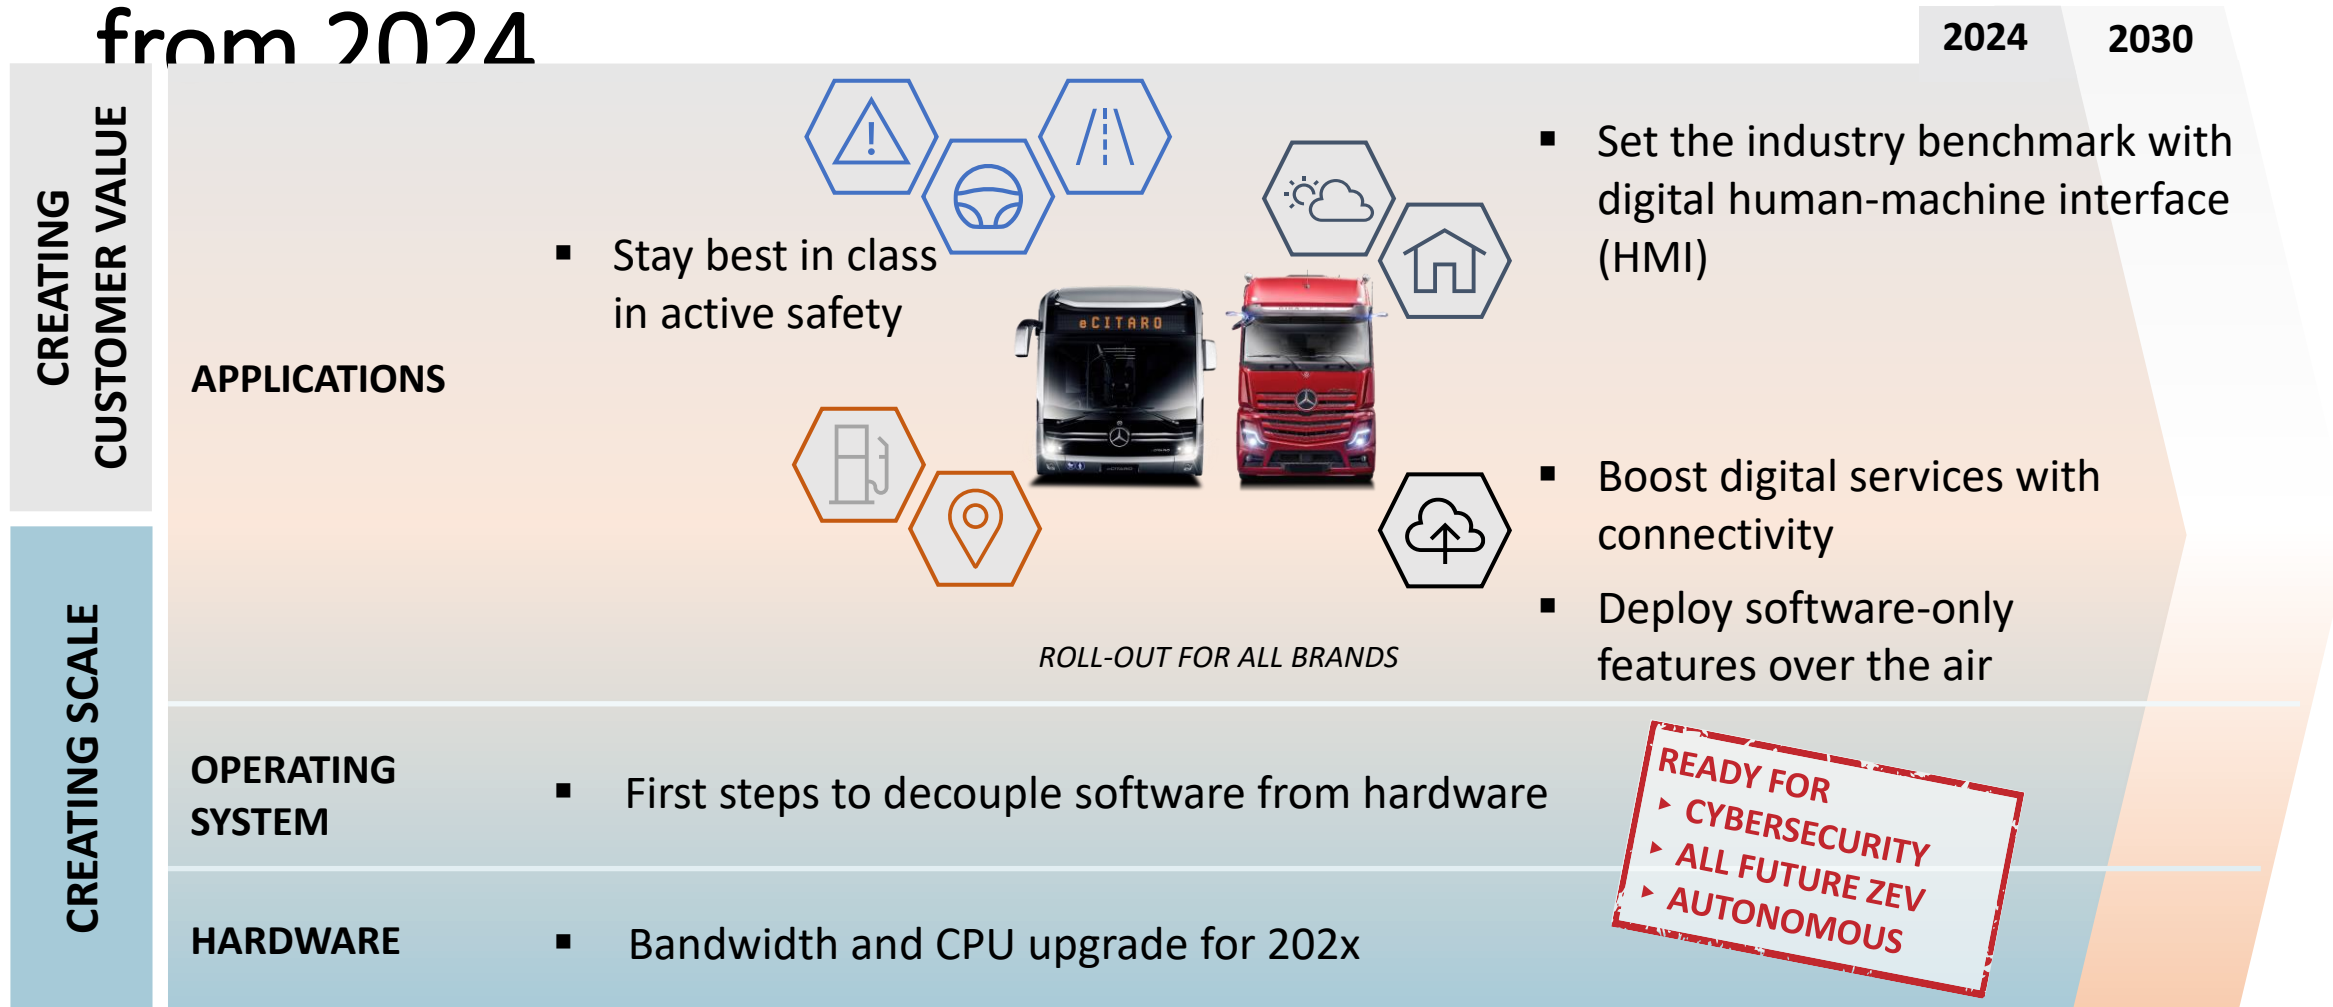 from 2024
2024
2030
CREATING
CUSTOMER VALUE
APPLICATIONS
▪ Stay best in class
in active safety
eCITARO
▪ Set the industry benchmark with
digital human-machine interface
(HMI)
▪ Boost digital services with
connectivity
▪ Deploy software-only
features over the air
ROLL-OUT FOR ALL BRANDS
CREATING SCALE
OPERATING
SYSTEM
▪ First steps to decouple software from hardware
HARDWARE
▪ Bandwidth and CPU upgrade for 202x
READY FOR
▸ CYBERSECURITY
▸ ALL FUTURE ZEV
▸ AUTONOMOUS